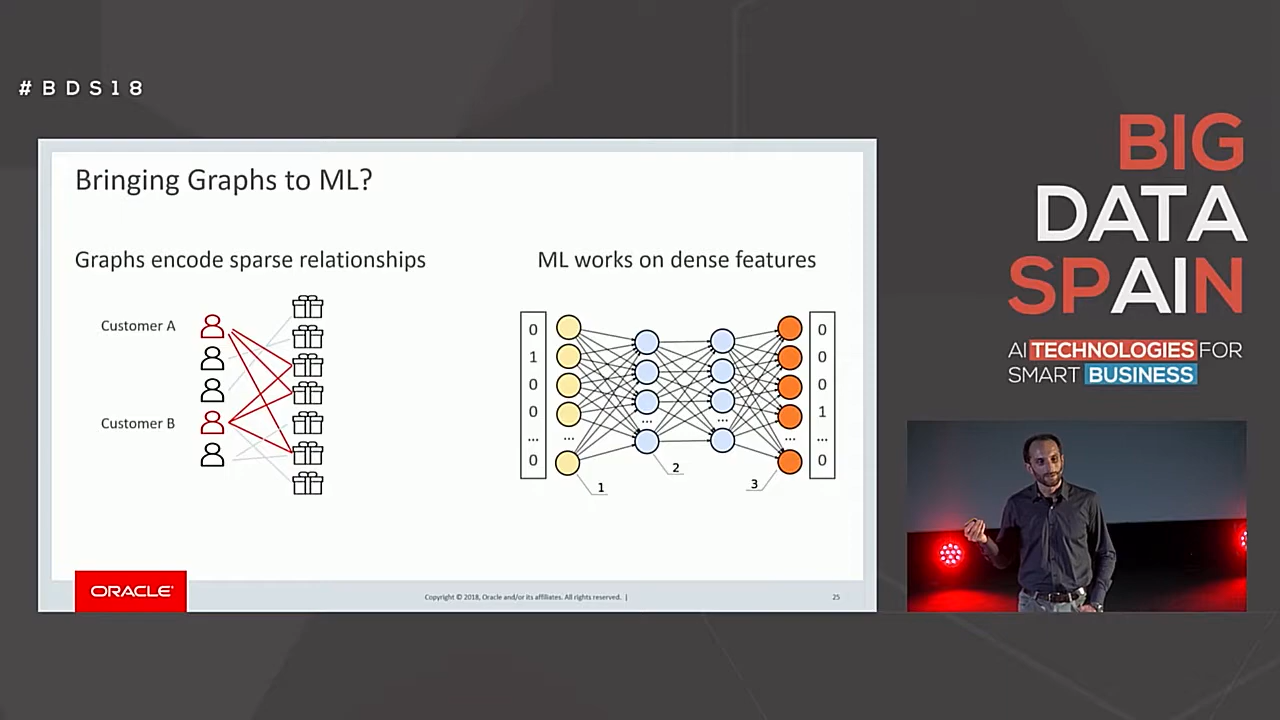 #BDS18
Bringing Graphs to ML?
Graphs encode sparse relationships
Customer A
Customer B
ML works on dense features
0
1
0
0
...
0
...
...
...
...
0
0
0
1
...
0
1
2
3
ORACLE
Copyright © 2018, Oracle and/or its affiliates. All rights reserved. |
25
BIG
DATA
SPAIN
AI TECHNOLOGIES FOR
SMART BUSINESS